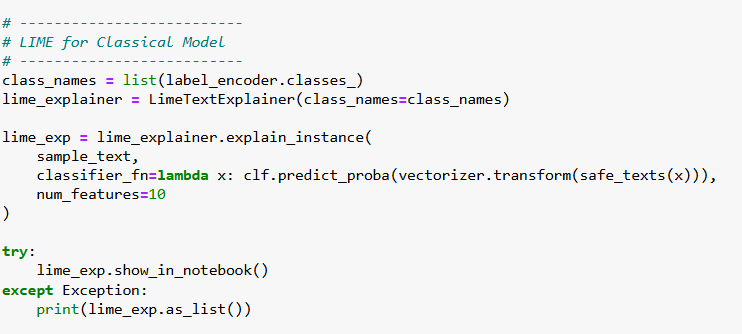 # --------------------------
# LIME for Classical Model
# --------------------------
class_names = list(label_encoder.classes_)
lime_explainer = LimeTextExplainer(class_names=class_names)

lime_exp = lime_explainer.explain_instance(
    sample_text,
    classifier_fn=lambda x: clf.predict_proba(vectorizer.transform(safe_texts(x))),
    num_features=10
)

try:
    lime_exp.show_in_notebook()
except Exception:
    print(lime_exp.as_list())